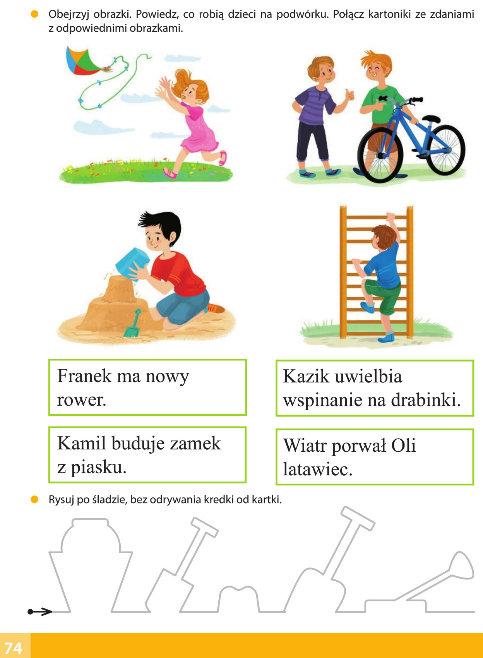 Obejrzyj obrazki. Powiedz, co robią dzieci na podwórku. Połącz kartoniki ze zdaniami
z odpowiednimi obrazkami.
Franek ma nowy
rower.
Kazik uwielbia
wspinanie na drabinki.
Kamil buduje zamek
z piasku.
Wiatr porwał Oli
latawiec.
Rysuj po śladzie, bez odrywania kredki od kartki.
74